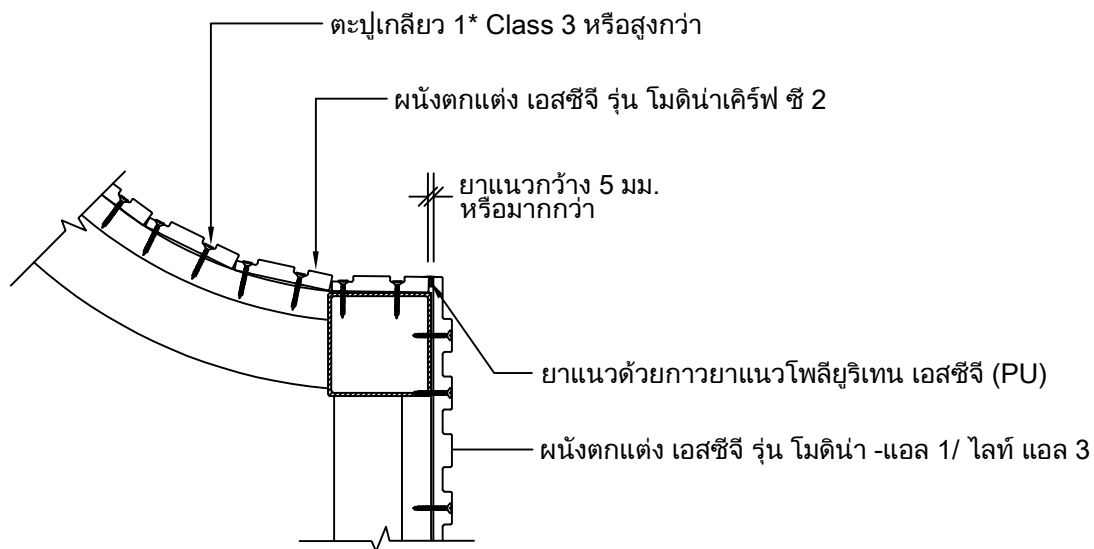 ตะปูเกลียว 1* Class 3 หรือสูงกว่า
ผนังตกแต่ง เอสซีจี รุ่น โมดิน่าเคิร์ฟ ซี 2
ยาแนวกว้าง 5 มม.
หรือมากกว่า
ยาแนวด้วยกาวยาแนวโพลียูริเทน เอสซีจี (PU)
ผนังตกแต่ง เอสซีจี รุ่น โมดิน่า -แอล 1/ ไลท์ แอล 3